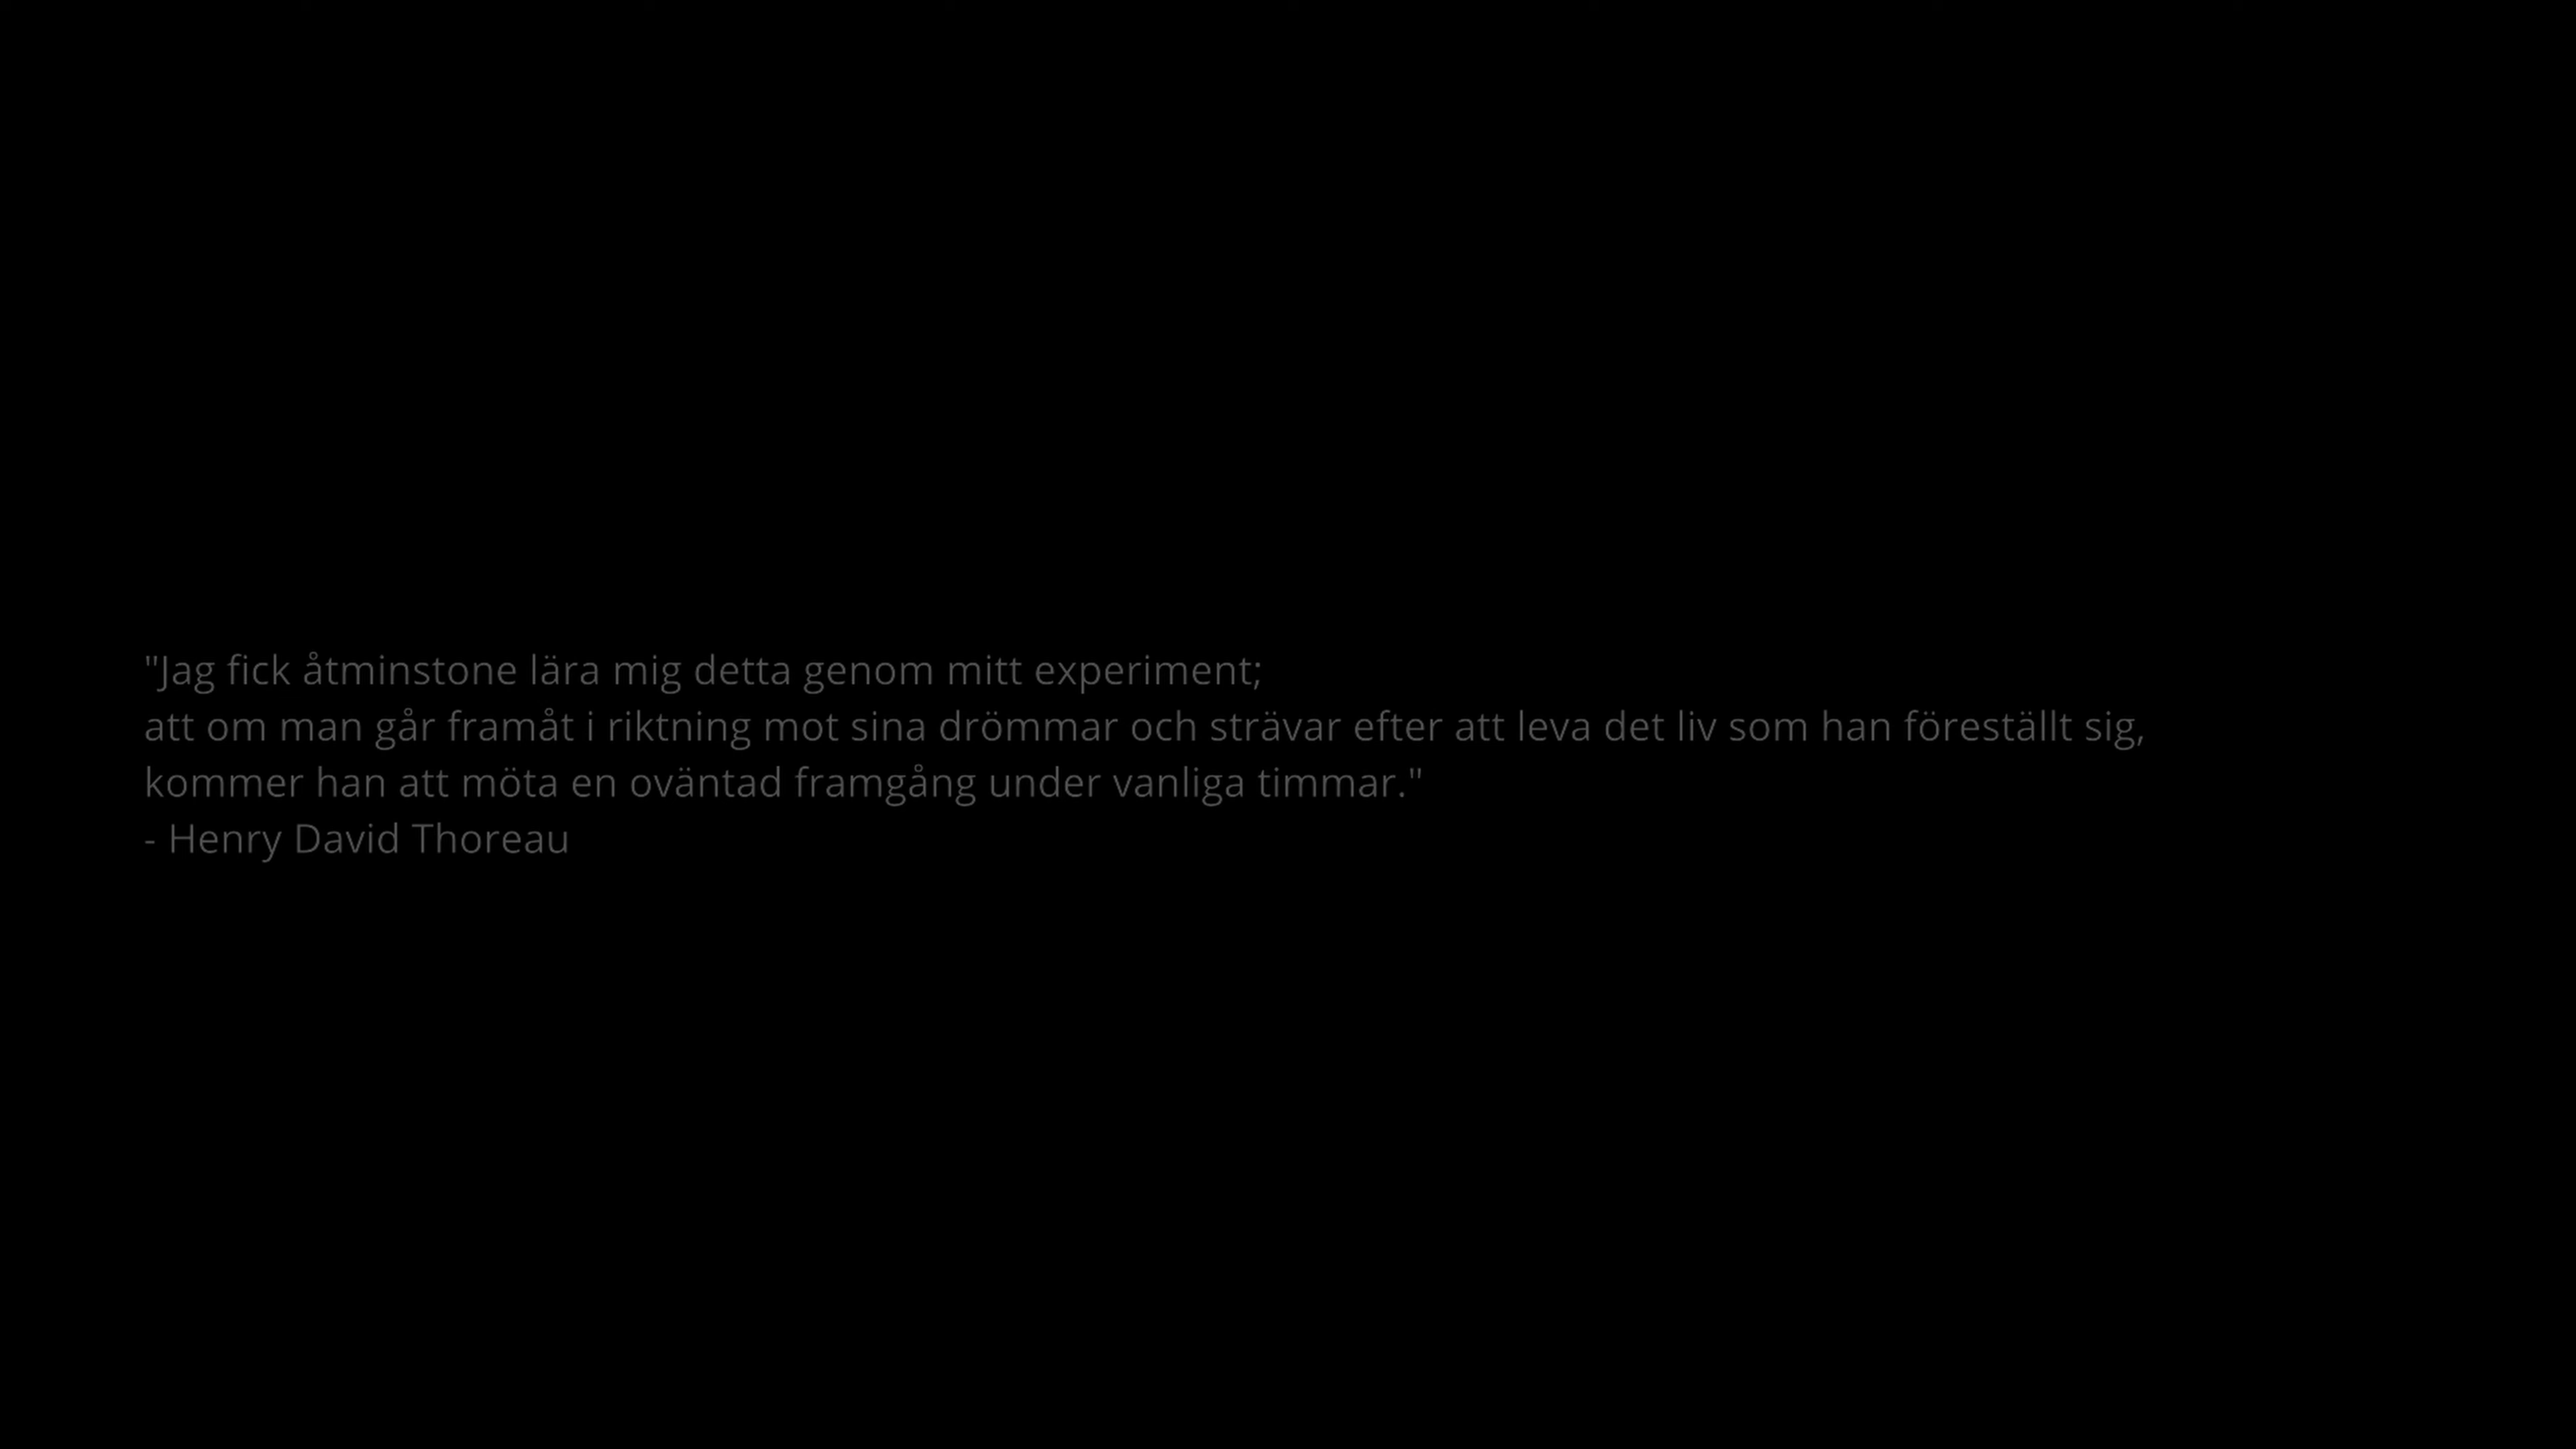 "Jag fick åtminstone lära mig detta genom mitt experiment;
att om man går framåt i riktning mot sina drömmar och strävar efter att leva det liv som han föreställt sig,
kommer han att möta en oväntad framgång under vanliga timmar."
- Henry David Thoreau